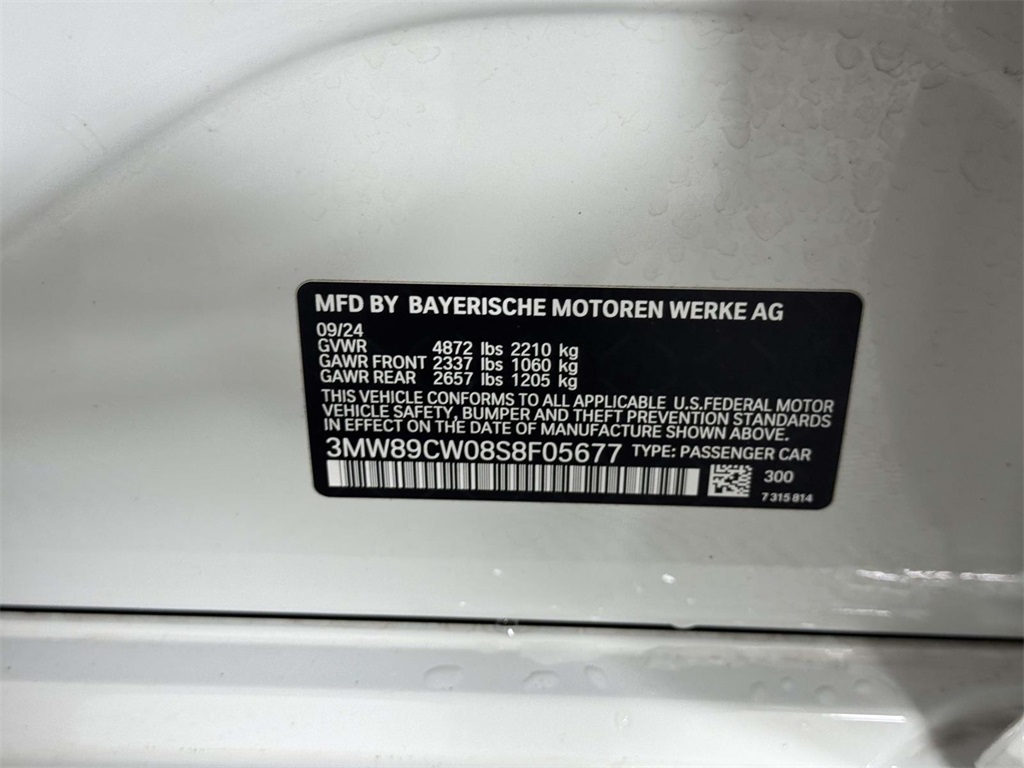 MFD BY BAYERISCHE MOTOREN WERKE AG
09/24
GVWR 4872 lbs 2210 kg
GAWR FRONT 2337 lbs 1060 kg
GAWR REAR 2657 lbs 1205 kg
THIS VEHICLE CONFORMS TO ALL APPLICABLE U.S.FEDERAL MOTOR
VEHICLE SAFETY, BUMPER AND THEFT PREVENTION STANDARDS
IN EFFECT ON THE DATE OF MANUFACTURE SHOWN ABOVE.
3MW89CW08S8F05677 TYPE: PASSENGER CAR
300
7 315 814